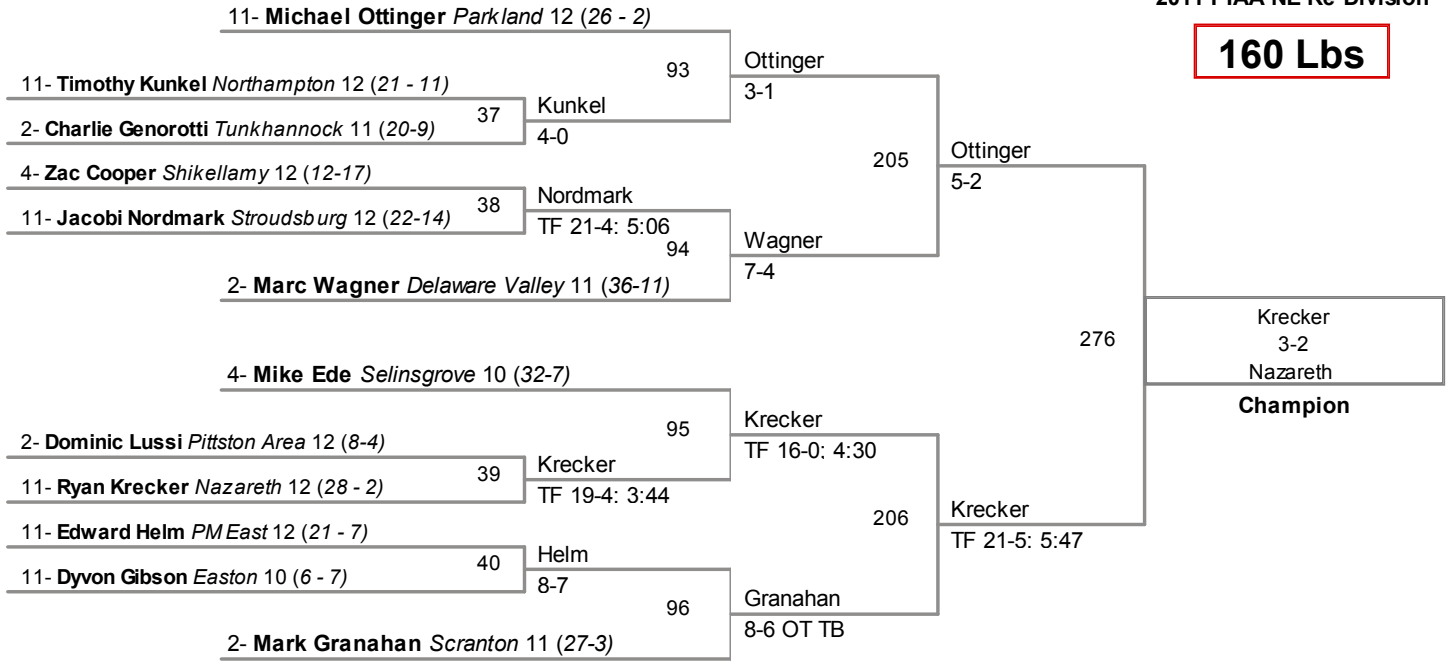 2011 PIAA NE Re Division
160 Lbs
11- Michael Ottinger Parkland 12 (26 - 2)
93
Ottinger
3-1
11- Timothy Kunkel Northampton 12 (21 - 11)
37
Kunkel
4-0
2- Charlie Genorotti Tunkhannock 11 (20-9)
205
Ottinger
5-2
4- Zac Cooper Shikellamy 12 (12-17)
38
Nordmark
TF 21-4: 5:06
11- Jacobi Nordmark Stroudsburg 12 (22-14)
94
Wagner
7-4
2- Marc Wagner Delaware Valley 11 (36-11)
276
Krecker
3-2
Nazareth
Champion
4- Mike Ede Selinsgrove 10 (32-7)
95
Krecker
TF 16-0: 4:30
2- Dominic Lussi Pittston Area 12 (8-4)
39
Krecker
TF 19-4: 3:44
11- Ryan Krecker Nazareth 12 (28 - 2)
206
Krecker
TF 21-5: 5:47
11- Edward Helm PM East 12 (21 - 7)
40
Helm
8-7
11- Dyvon Gibson Easton 10 (6 - 7)
96
Granahan
8-6 OT TB
2- Mark Granahan Scranton 11 (27-3)